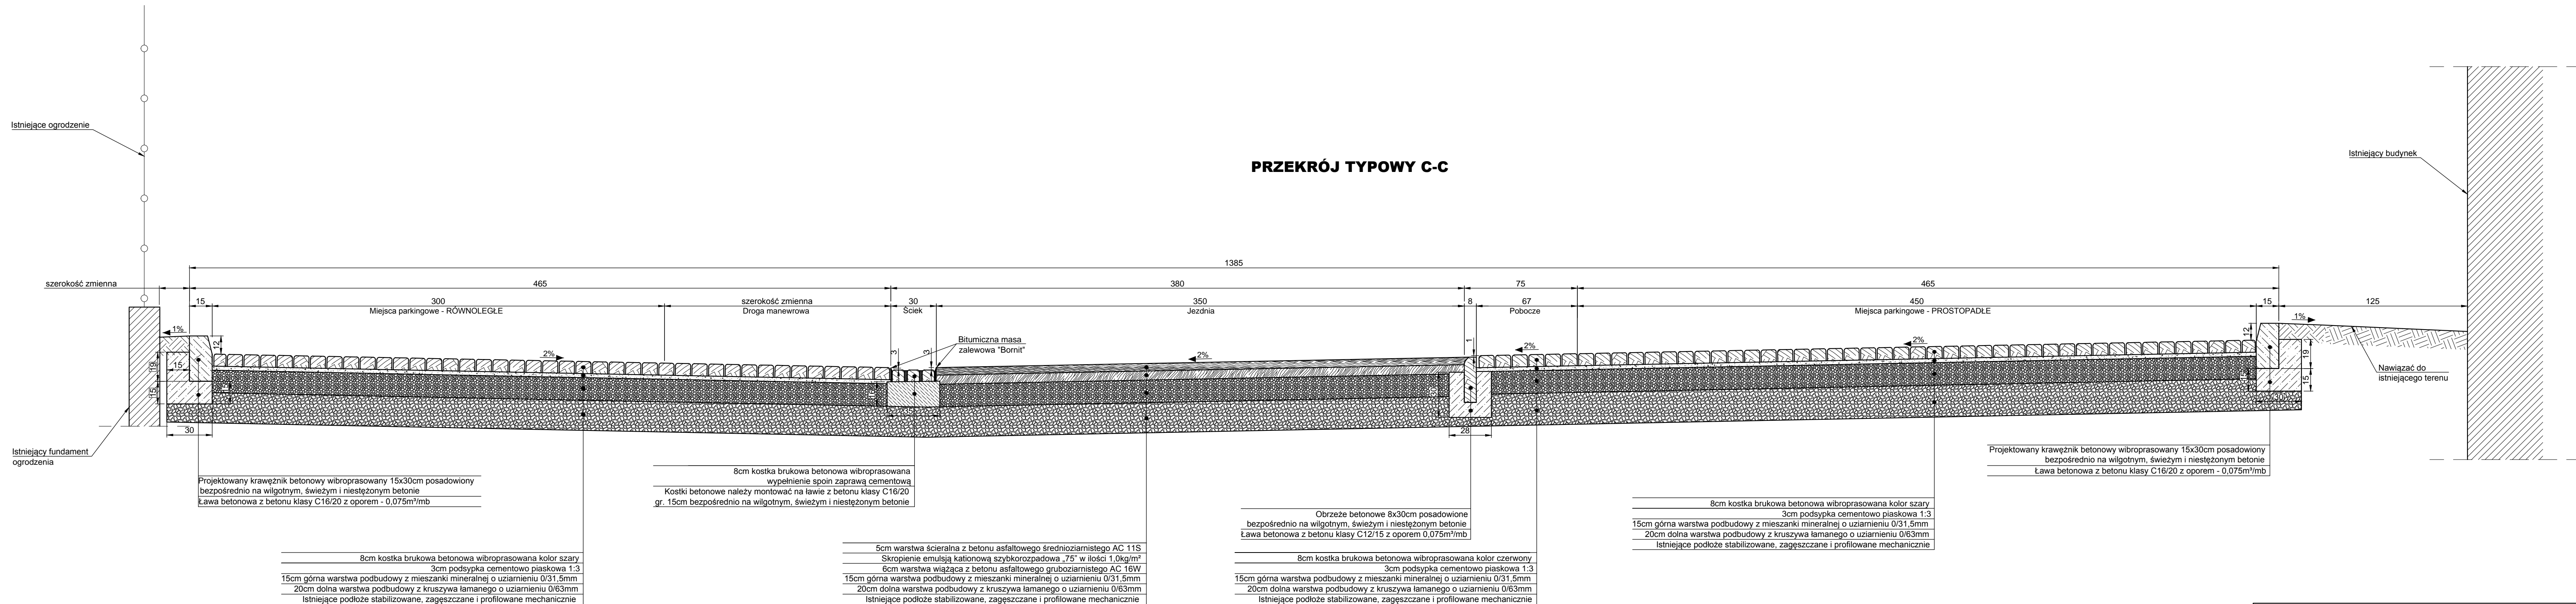 Istniejące ogrodzenie
PRZEKRÓJ TYPOWY C-C
Istniejący budynek
1385
szerokość zmienna
465
380
75
465
15
300
szerokość zmienna
30
350
8
67
450
15
125
Miejsca parkingowe - RÓWNOLEGŁE
Droga manewrowa
Ściek
Jezdnia
Pobocze
Miejsca parkingowe - PROSTOPADŁE
1%
12
2%
3
3
Bitumiczna masa
zalewowa "Bornit"
2%
1
2%
2%
12
1%
19
15
15
19
15
30
30
28
Nawiązać do
istniejącego terenu
Istniejący fundament
ogrodzenia
Projektowany krawężnik betonowy wibroprasowany 15x30cm posadowiony
bezpośrednio na wilgotnym, świeżym i niestężonym betonie
Ława betonowa z betonu klasy C16/20 z oporem - 0,075m³/mb
8cm kostka brukowa betonowa wibroprasowana
wypełnienie spoin zaprawą cementową
Kostki betonowe należy montować na ławie z betonu klasy C16/20
gr. 15cm bezpośrednio na wilgotnym, świeżym i niestężonym betonie
Obrzeże betonowe 8x30cm posadowione
bezpośrednio na wilgotnym, świeżym i niestężonym betonie
Ława betonowa z betonu klasy C12/15 z oporem 0,075m³/mb
Projektowany krawężnik betonowy wibroprasowany 15x30cm posadowiony
bezpośrednio na wilgotnym, świeżym i niestężonym betonie
Ława betonowa z betonu klasy C16/20 z oporem - 0,075m³/mb
8cm kostka brukowa betonowa wibroprasowana kolor szary
3cm podsypka cementowo piaskowa 1:3
15cm górna warstwa podbudowy z mieszanki mineralnej o uziarnieniu 0/31,5mm
20cm dolna warstwa podbudowy z kruszywa łamanego o uziarnieniu 0/63mm
Istniejące podłoże stabilizowane, zagęszczane i profilowane mechanicznie
8cm kostka brukowa betonowa wibroprasowana kolor szary
3cm podsypka cementowo piaskowa 1:3
15cm górna warstwa podbudowy z mieszanki mineralnej o uziarnieniu 0/31,5mm
20cm dolna warstwa podbudowy z kruszywa łamanego o uziarnieniu 0/63mm
Istniejące podłoże stabilizowane, zagęszczane i profilowane mechanicznie
5cm warstwa ścieralna z betonu asfaltowego średnioziarnistego AC 11S
Skropienie emulsją kationową szybkorozpadową „75” w ilości 1,0kg/m²
6cm warstwa wiążąca z betonu asfaltowego gruboziarnistego AC 16W
15cm górna warstwa podbudowy z mieszanki mineralnej o uziarnieniu 0/31,5mm
20cm dolna warstwa podbudowy z kruszywa łamanego o uziarnieniu 0/63mm
Istniejące podłoże stabilizowane, zagęszczane i profilowane mechanicznie
8cm kostka brukowa betonowa wibroprasowana kolor czerwony
3cm podsypka cementowo piaskowa 1:3
15cm górna warstwa podbudowy z mieszanki mineralnej o uziarnieniu 0/31,5mm
20cm dolna warstwa podbudowy z kruszywa łamanego o uziarnieniu 0/63mm
Istniejące podłoże stabilizowane, zagęszczane i profilowane mechanicznie